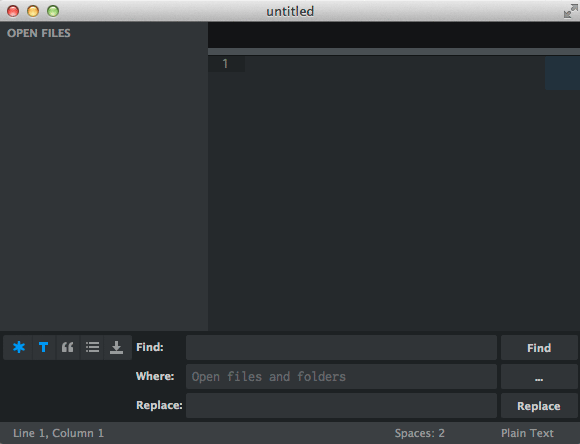 untitled
OPEN FILES
1
Find:
Find
Where:
Open files and folders
...
Replace:
Replace
Line 1, Column 1
Spaces: 2
Plain Text